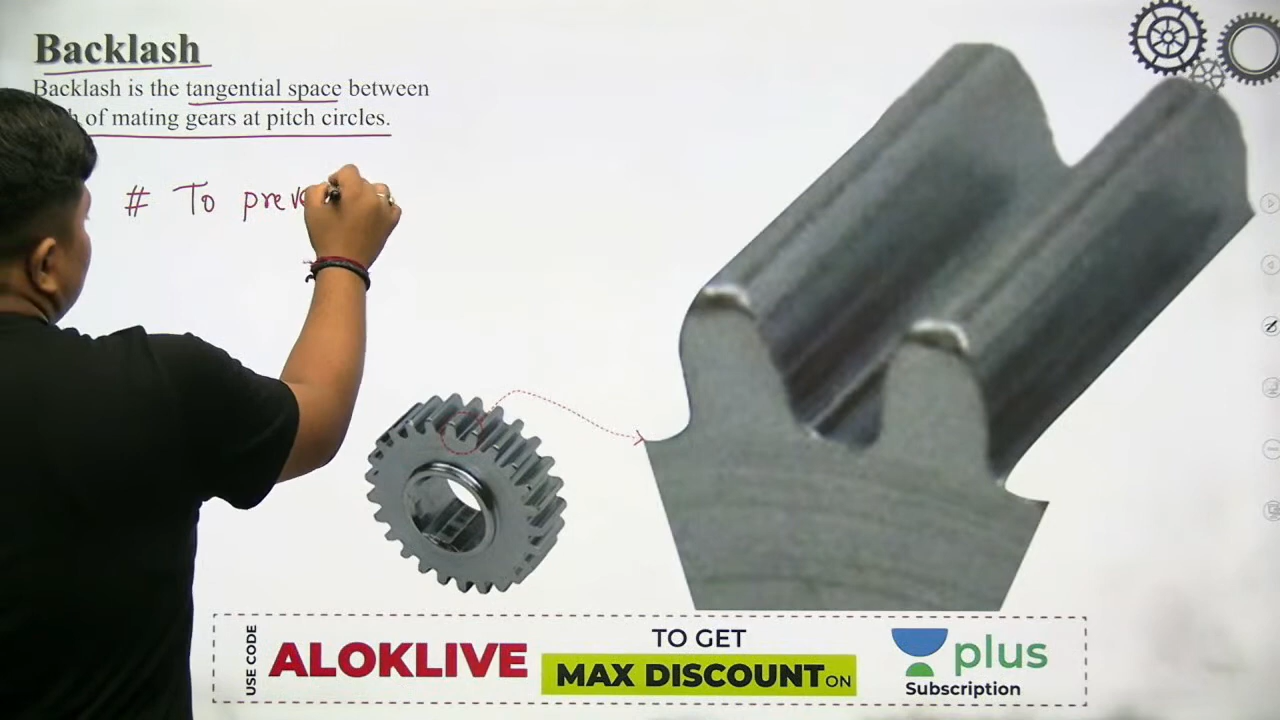 Backlash
Backlash is the tangential space between
of mating gears at pitch circles.
# To prev
USE CODE
ALOKLIVE
TO GET
MAX DISCOUNT ON
plus
Subscription